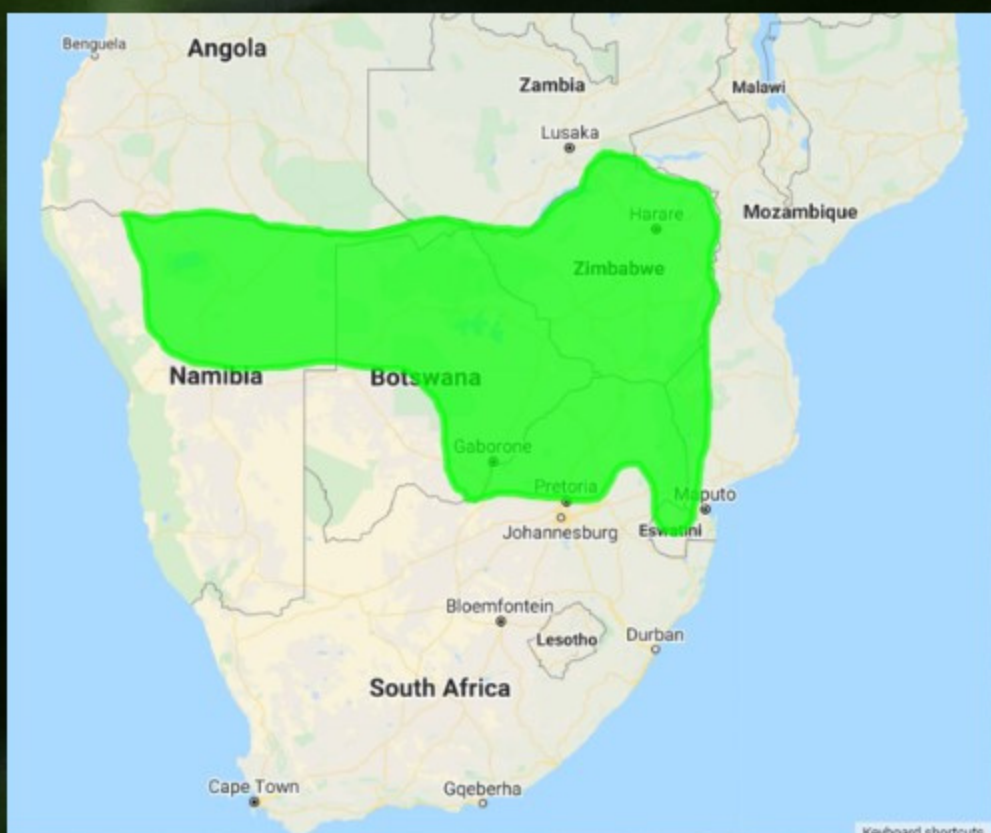 Benguela
Angola
Zambia
Malawi
Lusaka
Harare
Mozambique
Zimbabwe
Namibia
Botswana
Gaborone
Pretoria
Maputo
Johannesburg
Eswatini
Bloemfontein
Lesotho
Durban
South Africa
Cape Town
Gqeberha
Keyboard shortcuts